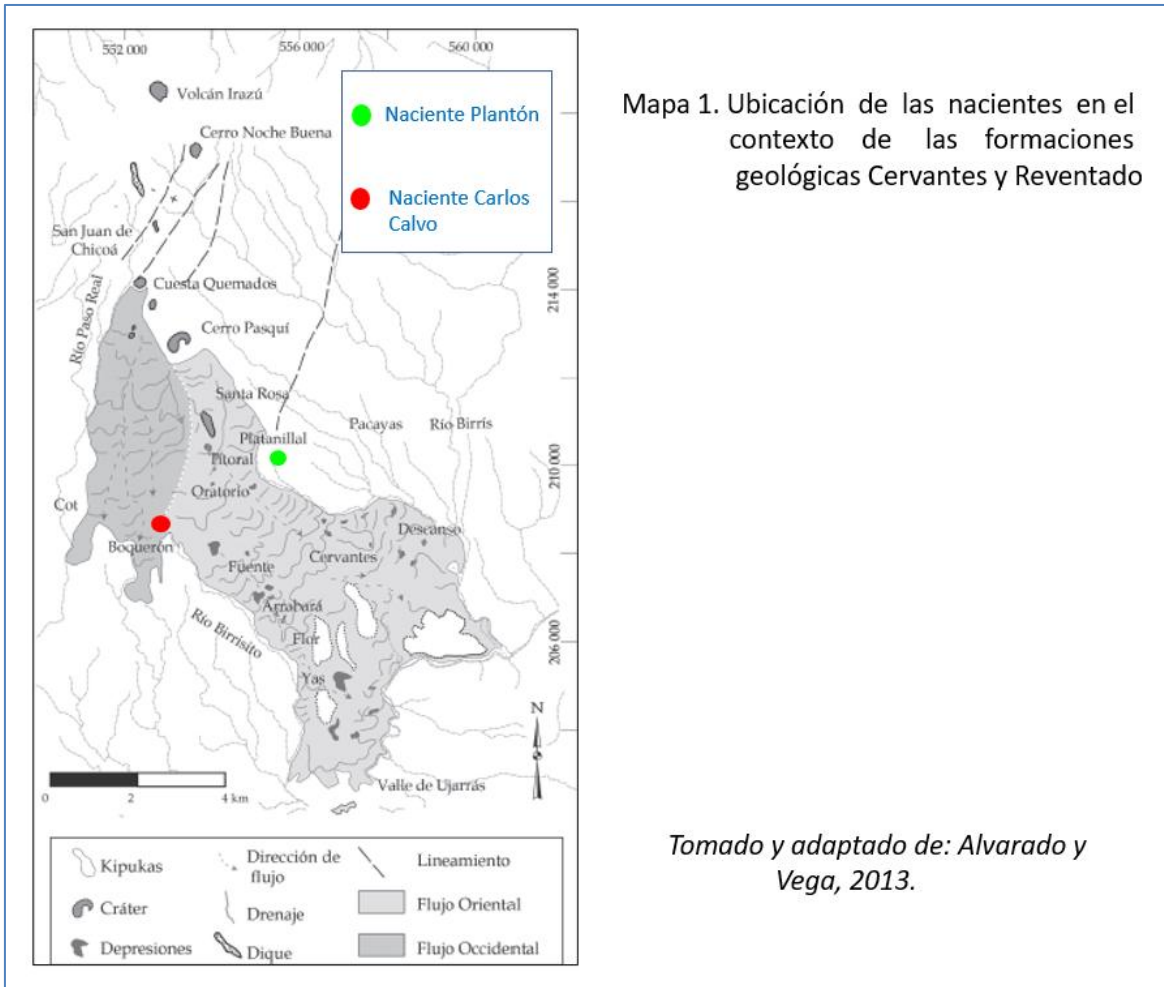 552 000
556 000
560 000
Volcán Irazú
Cerro Noche Buena
Naciente Plantón
Naciente Carlos
Calvo
San Juan de
Chicoá
Río Paso Real
Cuesta Quemados
214 000
Cerro Pasquí
Santa Rosa
Pacayas
Río Birrís
Platanillal
Pitoral
210 000
Oratorio
Cot
Boquerón
Descanso
Cervantes
Fuente
Arrabará
Río Birrisito
Flor
206 000
Yas
N
Valle de Ujarrás
0
2
4 km
Kipukas
Dirección de
flujo
Lineamiento
Cráter
Drenaje
Flujo Oriental
Depresiones
Dique
Flujo Occidental
Mapa 1. Ubicación de las nacientes en el
contexto de las formaciones
geológicas Cervantes y Reventado
Tomado y adaptado de: Alvarado y
Vega, 2013.